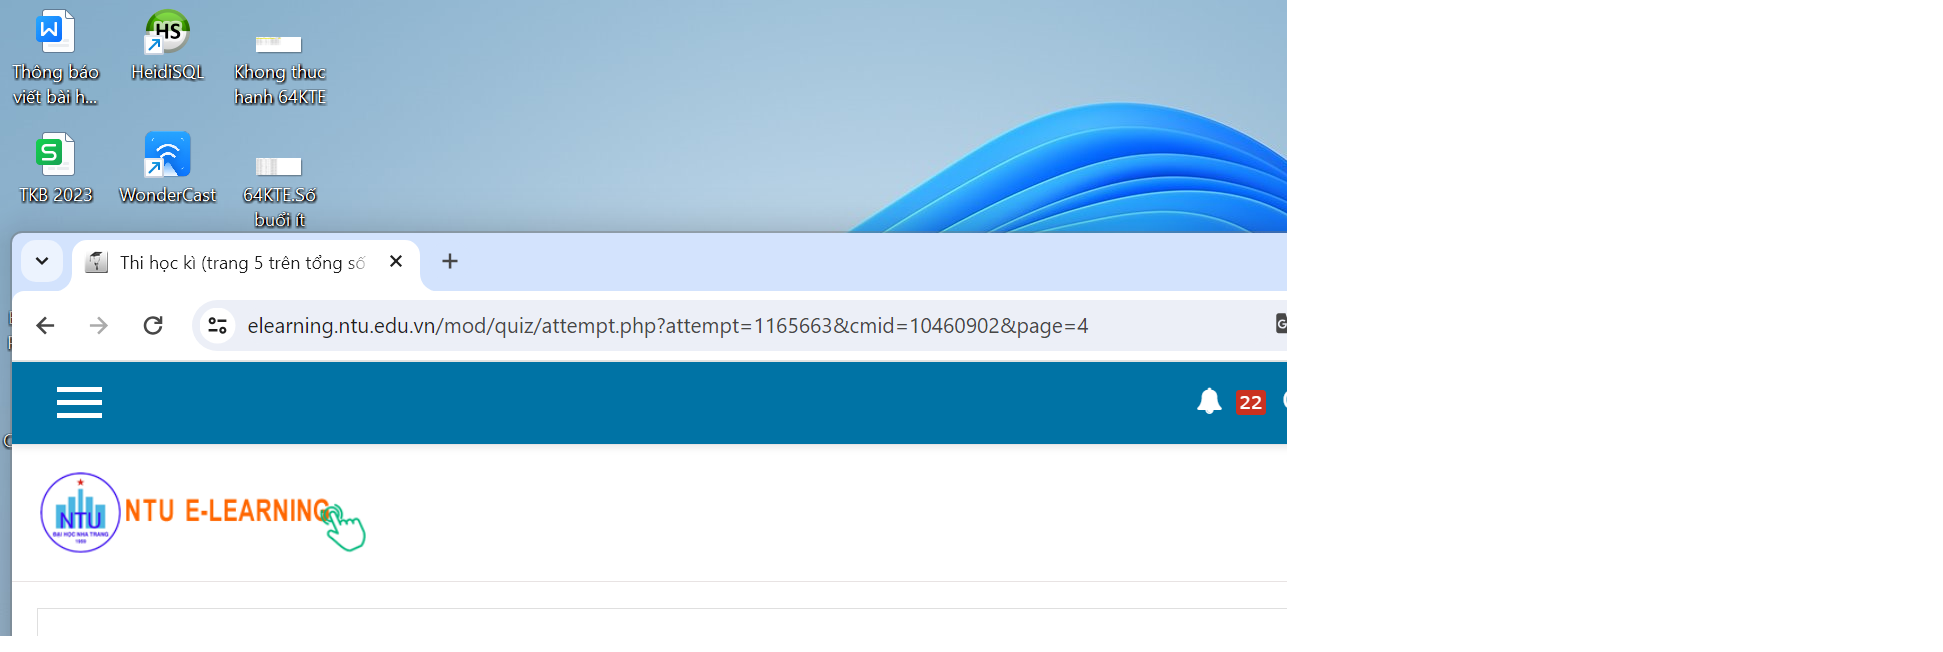 Thông báo
viết bài h...
HeidiSQL
Khong thuc
hanh 64KTE
TKB 2023
WonderCast
64KTE.Số
buổi ít
Thi học kì (trang 5 trên tổng số
elearning.ntu.edu.vn/mod/quiz/attempt.php?attempt=1165663&cmid=10460902&page=4
22
NTU
ĐẠI HỌC NHA TRANG
1959
NTU E-LEARNING